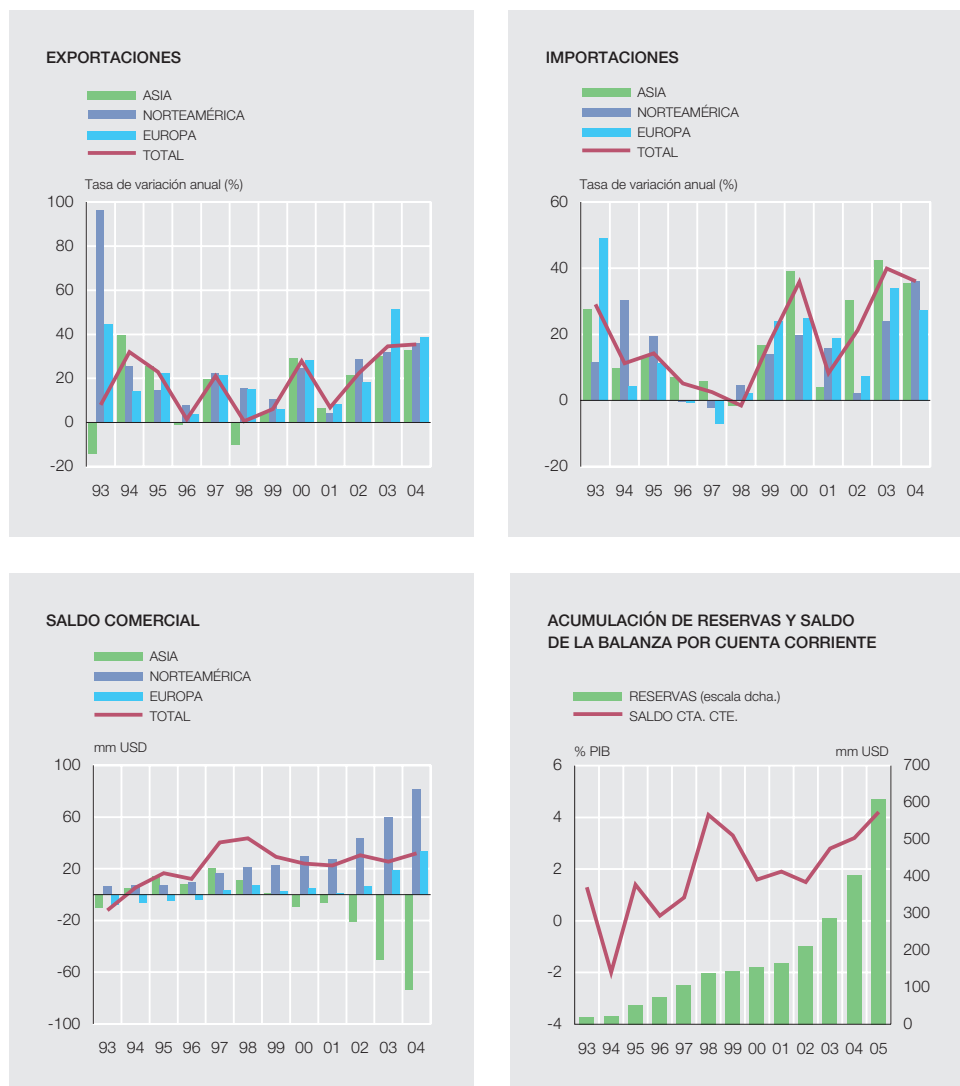 EXPORTACIONES
ASIA
NORTEAMÉRICA
EUROPA
TOTAL
Tasa de variación anual (%)
100
80
60
40
20
0
-20
93 94 95 96 97 98 99 00 01 02 03 04
IMPORTACIONES
ASIA
NORTEAMÉRICA
EUROPA
TOTAL
Tasa de variación anual (%)
60
40
20
0
-20
93 94 95 96 97 98 99 00 01 02 03 04
SALDO COMERCIAL
ASIA
NORTEAMÉRICA
EUROPA
TOTAL
mm USD
100
60
20
-20
-60
-100
93 94 95 96 97 98 99 00 01 02 03 04
ACUMULACIÓN DE RESERVAS Y SALDO
DE LA BALANZA POR CUENTA CORRIENTE
RESERVAS (escala dcha.)
SALDO CTA. CTE.
% PIB
mm USD
6
4
2
0
-2
-4
700
600
500
400
300
200
100
0
93 94 95 96 97 98 99 00 01 02 03 04 05